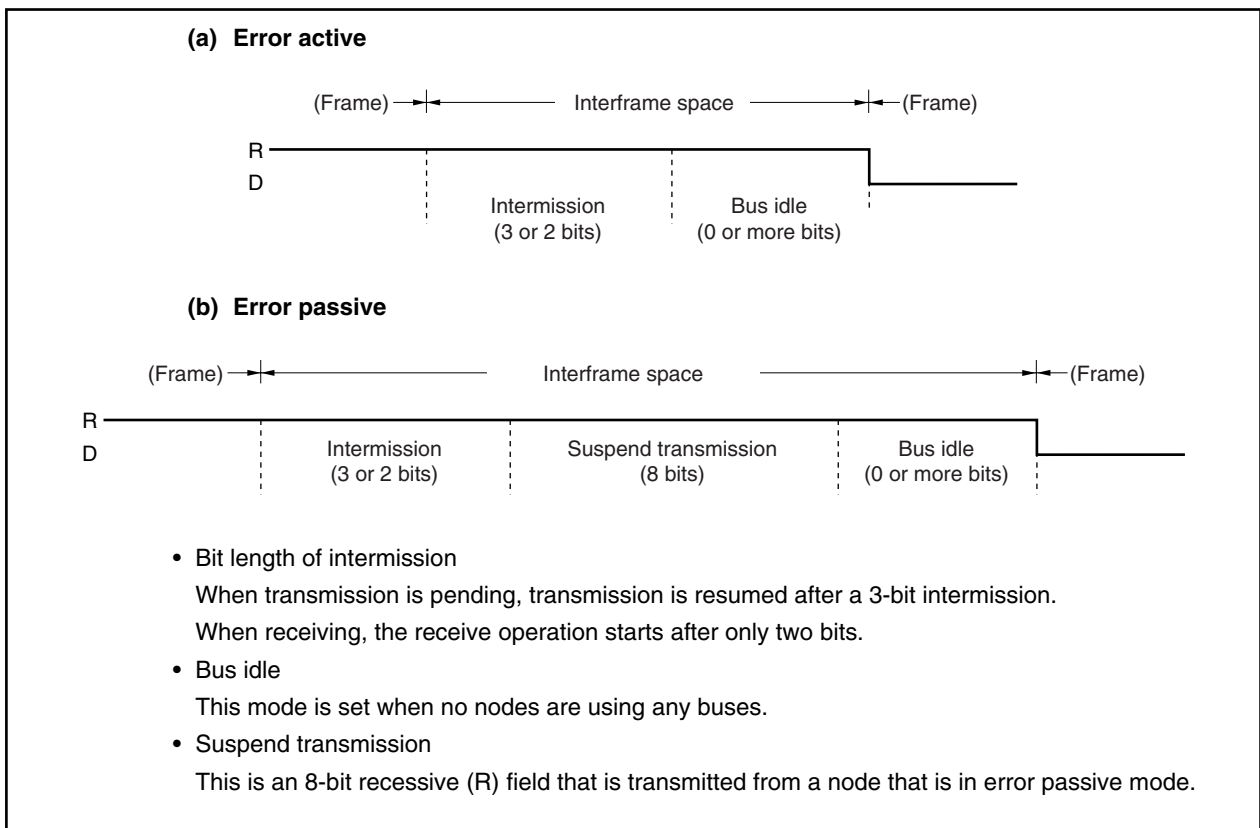 (a) Error active
(Frame) Interframe space (Frame)
R
D
Intermission
(3 or 2 bits)
Bus idle
(0 or more bits)
(b) Error passive
(Frame) Interframe space (Frame)
R
D
Intermission
(3 or 2 bits)
Suspend transmission
(8 bits)
Bus idle
(0 or more bits)
• Bit length of intermission
When transmission is pending, transmission is resumed after a 3-bit intermission.
When receiving, the receive operation starts after only two bits.
• Bus idle
This mode is set when no nodes are using any buses.
• Suspend transmission
This is an 8-bit recessive (R) field that is transmitted from a node that is in error passive mode.